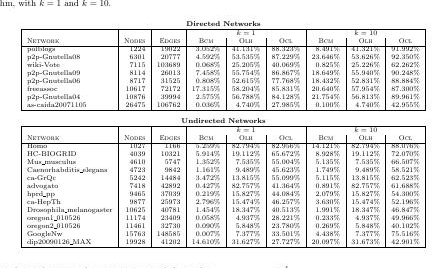 hm, with k = 1 and k = 10.
Directed Networks
k = 1 k = 10
Network Nodes Edges Bcm Olh Ocl Bcm Olh Ocl
polblogs 1224 19022 3.052% 41.131% 88.323% 8.491% 41.321% 91.992%
p2p-Gnutella08 6301 20777 4.592% 53.535% 87.229% 23.646% 53.626% 92.350%
wiki-Vote 7115 103689 0.068% 25.205% 40.069% 0.825% 25.226% 62.262%
p2p-Gnutella09 8114 26013 7.458% 55.754% 86.867% 18.649% 55.940% 90.248%
p2p-Gnutella06 8717 31525 0.808% 52.615% 77.768% 18.432% 52.831% 88.884%
freeassoc 10617 72172 17.315% 58.204% 85.831% 20.640% 57.954% 87.300%
p2p-Gnutella04 10876 39994 2.575% 56.788% 84.128% 21.754% 56.813% 89.961%
as-caida20071105 26475 106762 0.036% 4.740% 27.985% 0.100% 4.740% 42.955%
Undirected Networks
k = 1 k = 10
Network Nodes Edges Bcm Olh Ocl Bcm Olh Ocl
Homo 1027 1166 5.259% 82.794% 82.956% 14.121% 82.794% 88.076%
HC-BIOGRID 4039 10321 5.914% 19.112% 65.672% 8.928% 19.112% 72.070%
Mus_musculus 4610 5747 1.352% 7.535% 55.004% 5.135% 7.535% 66.507%
Caenorhabditis_elegans 4723 9842 1.161% 9.489% 45.623% 1.749% 9.489% 58.521%
ca-GrQc 5242 14484 3.472% 13.815% 55.099% 5.115% 13.815% 62.523%
advogato 7418 42892 0.427% 82.757% 41.364% 0.891% 82.757% 61.688%
hprd_pp 9465 37039 0.219% 15.827% 44.084% 2.079% 15.827% 54.300%
ca-HepTh 9877 25973 2.796% 15.474% 46.257% 3.630% 15.474% 52.196%
Drosophila_melanogaster 10625 40781 1.454% 18.347% 40.513% 1.991% 18.347% 46.847%
oregon1_010526 11174 23409 0.058% 4.937% 28.221% 0.233% 4.937% 49.966%
oregon2_010526 11461 32730 0.090% 5.848% 23.780% 0.269% 5.848% 40.102%
GoogleNw 15763 148585 0.007% 7.377% 33.501% 4.438% 7.377% 75.516%
dip20090126_MAX 19928 41202 14.610% 31.627% 27.727% 20.097% 31.673% 42.901%